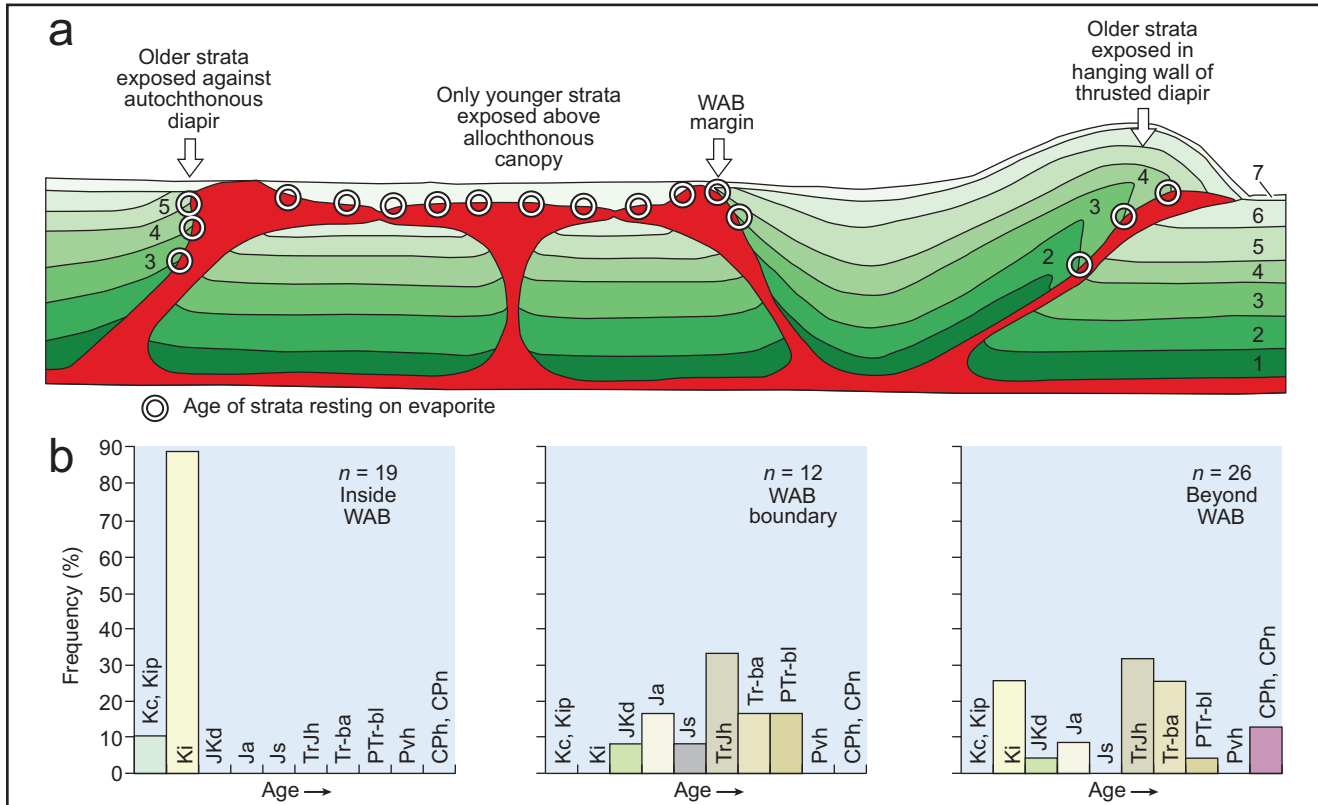 a
Older strata
exposed against
autochthonous
diapir
Only younger strata
exposed above
allochthonous
canopy
WAB
margin
Older strata
exposed in
hanging wall of
thrusted diapir
5
4
3
2
3
4
7
6
5
4
3
2
1
Age of strata resting on evaporite
b
Frequency (%)
90
80
70
60
50
40
30
20
10
0
n = 19
Inside
WAB
Kc, Kip
Ki
JKd
Ja
Js
TrJh
Tr-ba
PTr-bl
Pvh
CPh, CPn
Age →
n = 12
WAB
boundary
Kc, Kip
Ki
JKd
Ja
Js
TrJh
Tr-ba
PTr-bl
Pvh
CPh, CPn
Age →
n = 26
Beyond
WAB
Kc, Kip
Ki
JKd
Ja
Js
TrJh
Tr-ba
PTr-bl
Pvh
CPh, CPn
Age →